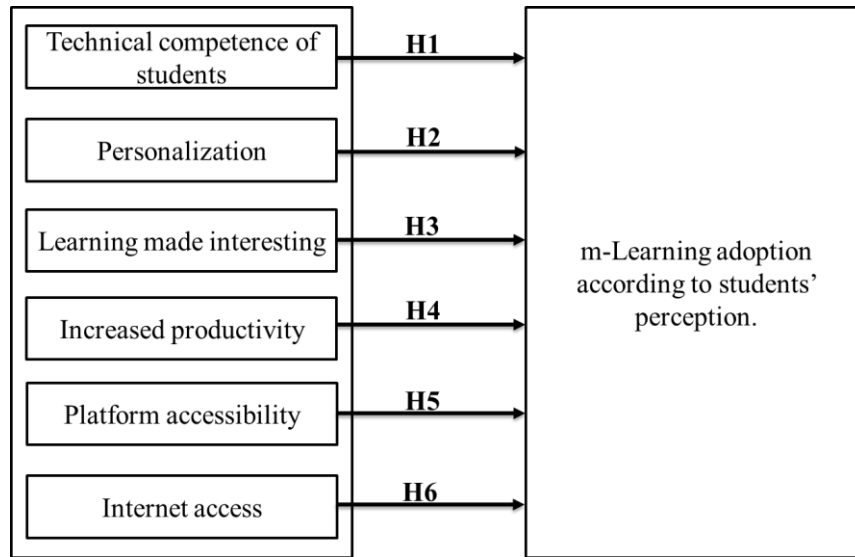 Technical competence of
students
H1
Personalization
H2
Learning made interesting
H3
Increased productivity
H4
Platform accessibility
H5
Internet access
H6
m-Learning adoption
according to students’
perception.